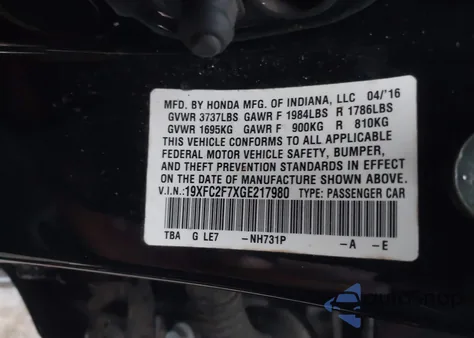 MFD. BY HONDA MFG. OF INDIANA, LLC 04/'16
GVWR 3737LBS GAWR F 1984LBS R 1786LBS
GVWR 1695KG GAWR F 900KG R 810KG
THIS VEHICLE CONFORMS TO ALL APPLICABLE
FEDERAL MOTOR VEHICLE SAFETY, BUMPER,
AND THEFT PREVENTION STANDARDS IN EFFECT
ON THE DATE OF MANUFACTURE SHOWN ABOVE.
V.I.N.:19XFC2F7XGE217980 TYPE: PASSENGER CAR
TBA G LE7 -NH731P -A -E